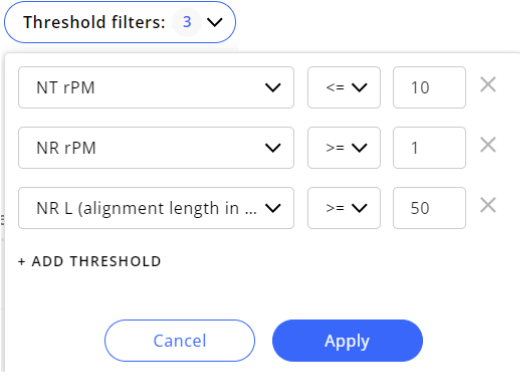 Threshold filters: 3
NT rPM <= 10
NR rPM >= 1
NR L (alignment length in ... >= 50
+ ADD THRESHOLD
Cancel Apply